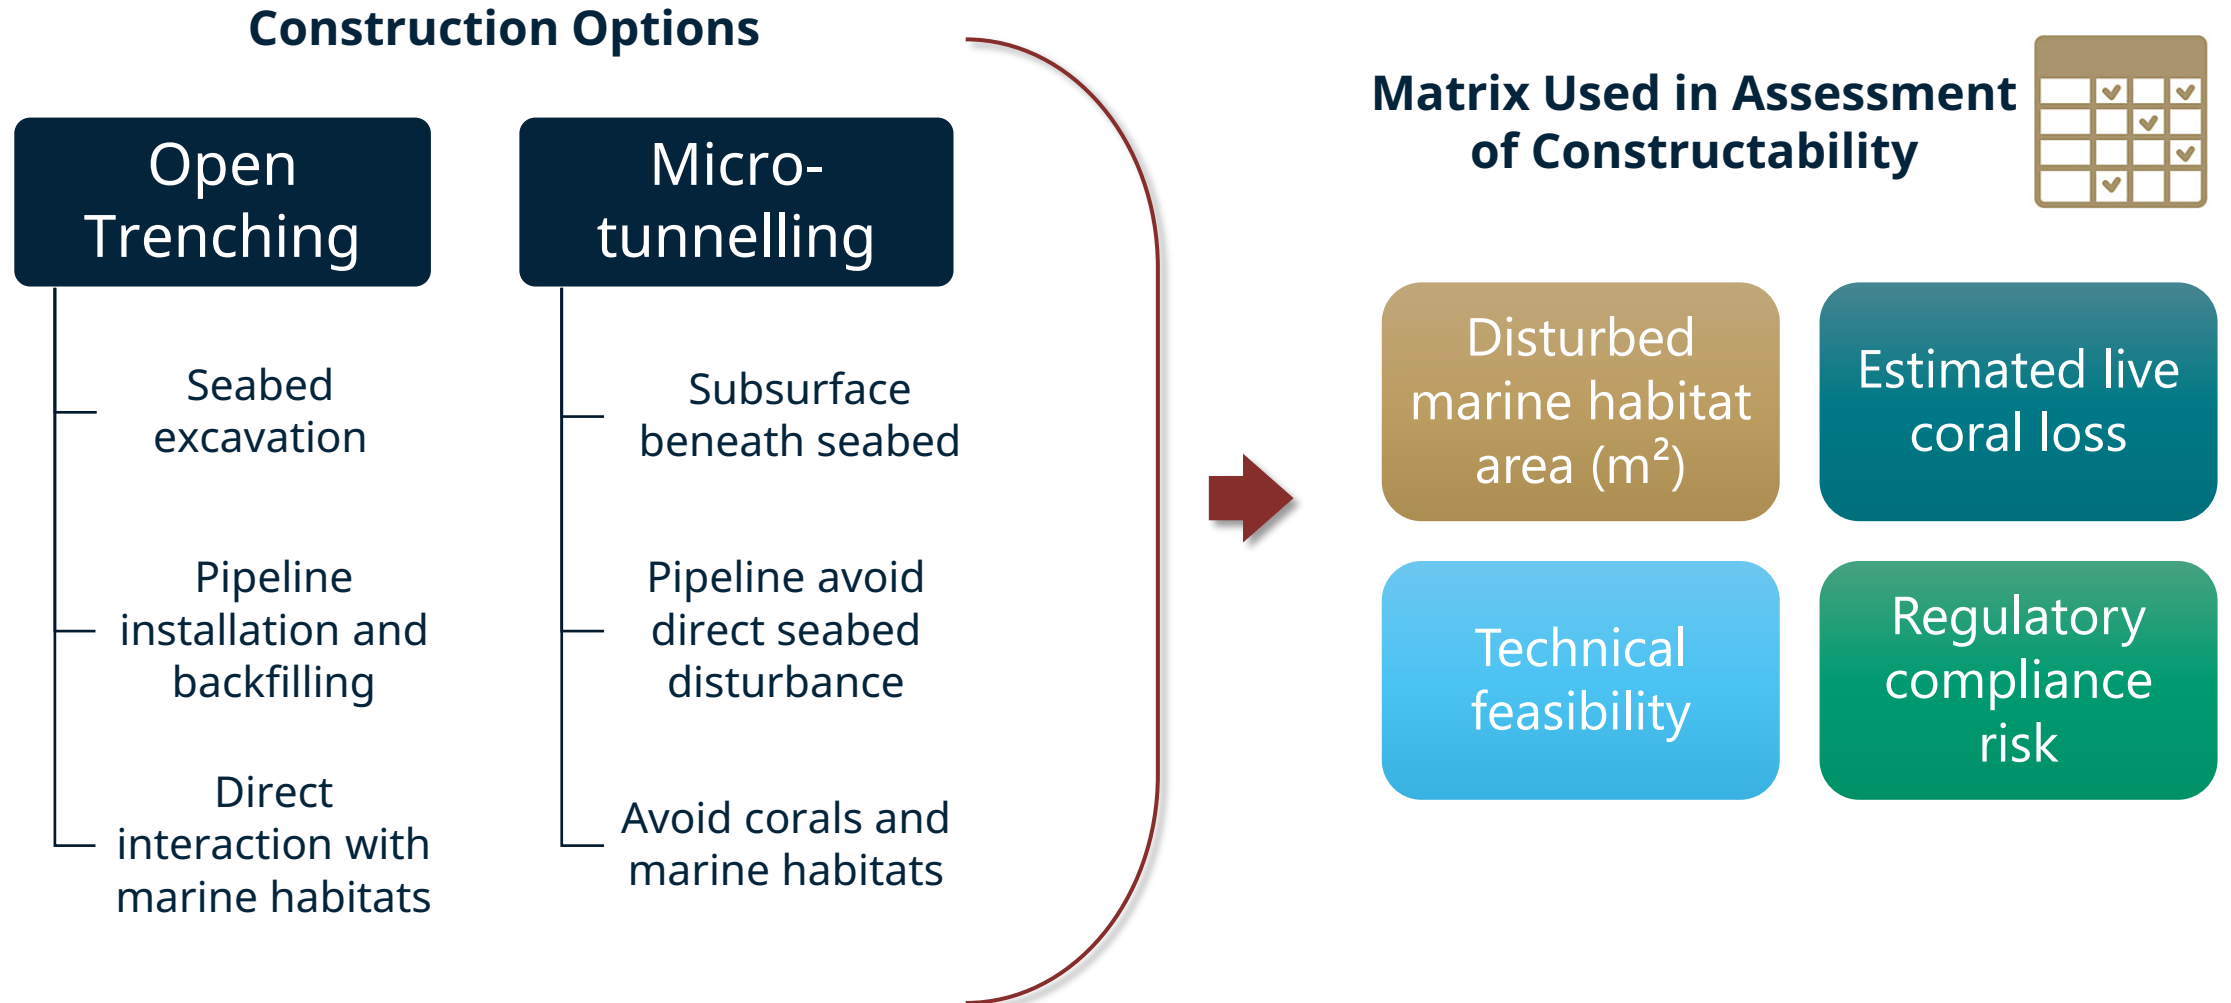 Construction Options
Open
Trenching
Seabed
excavation
Pipeline
installation and
backfilling
Direct
interaction with
marine habitats
Micro-
tunnelling
Subsurface
beneath seabed
Pipeline avoid
direct seabed
disturbance
Avoid corals and
marine habitats
Matrix Used in Assessment
of Constructability
Disturbed
marine habitat
area (m²)
Estimated live
coral loss
Technical
feasibility
Regulatory
compliance
risk